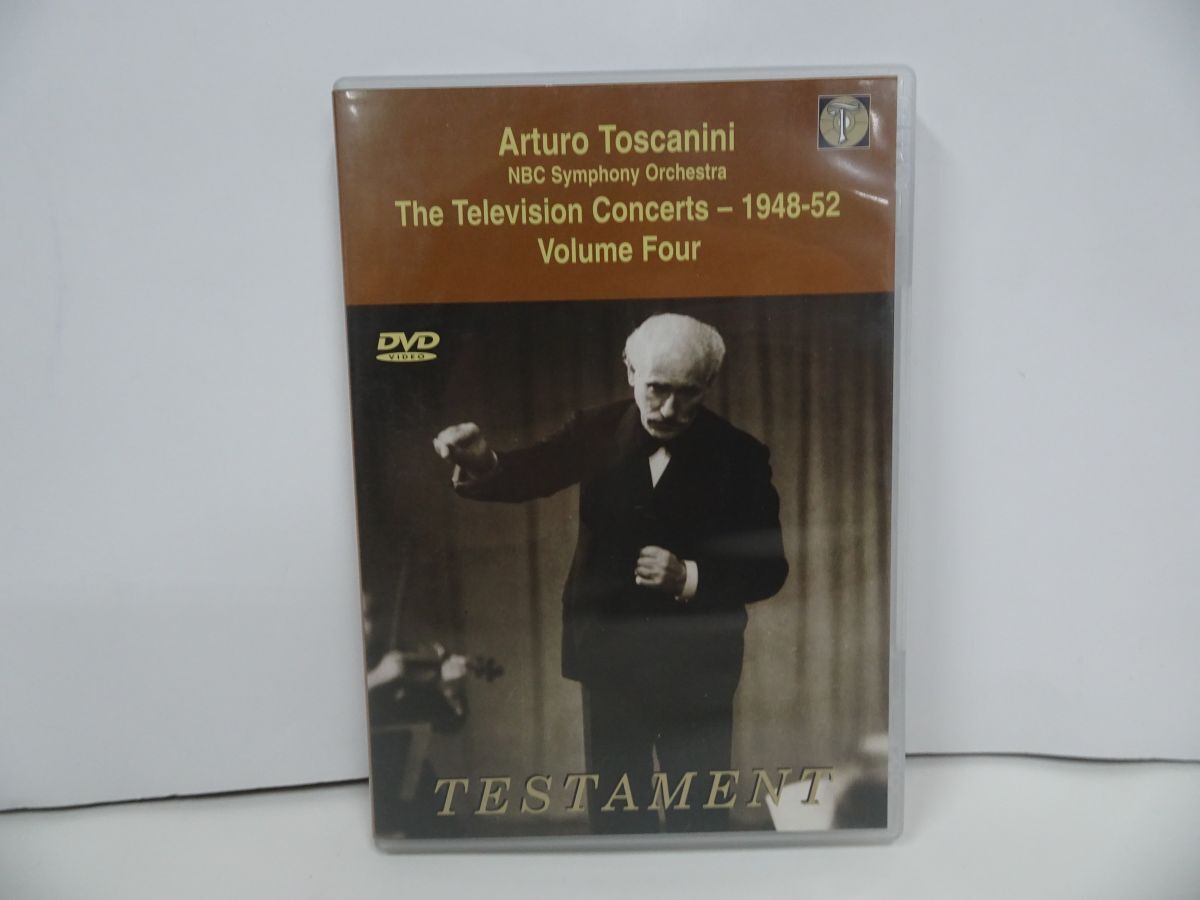 Arturo Toscanini
NBC Symphony Orchestra
The Television Concerts – 1948-52
Volume Four
T
DVD
VIDEO
TESTAMENT